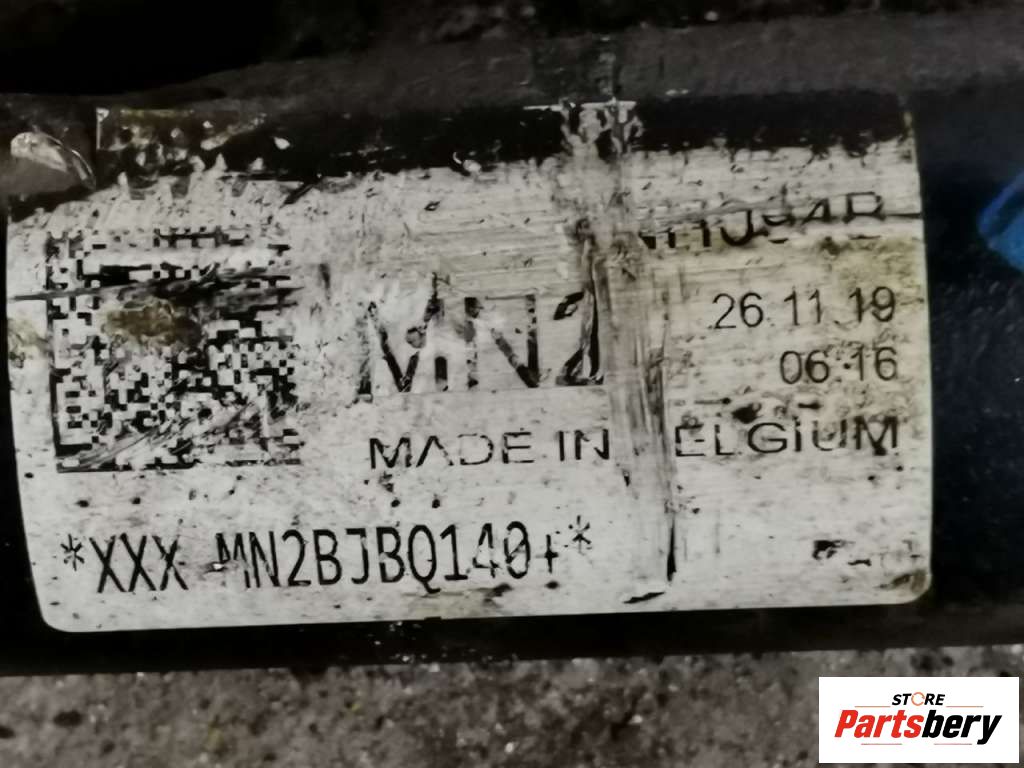 26 11 19
MN2
06 16
MADE IN ELGIUM
*XXX MN2BJBQ140+*
STORE
Partsbery